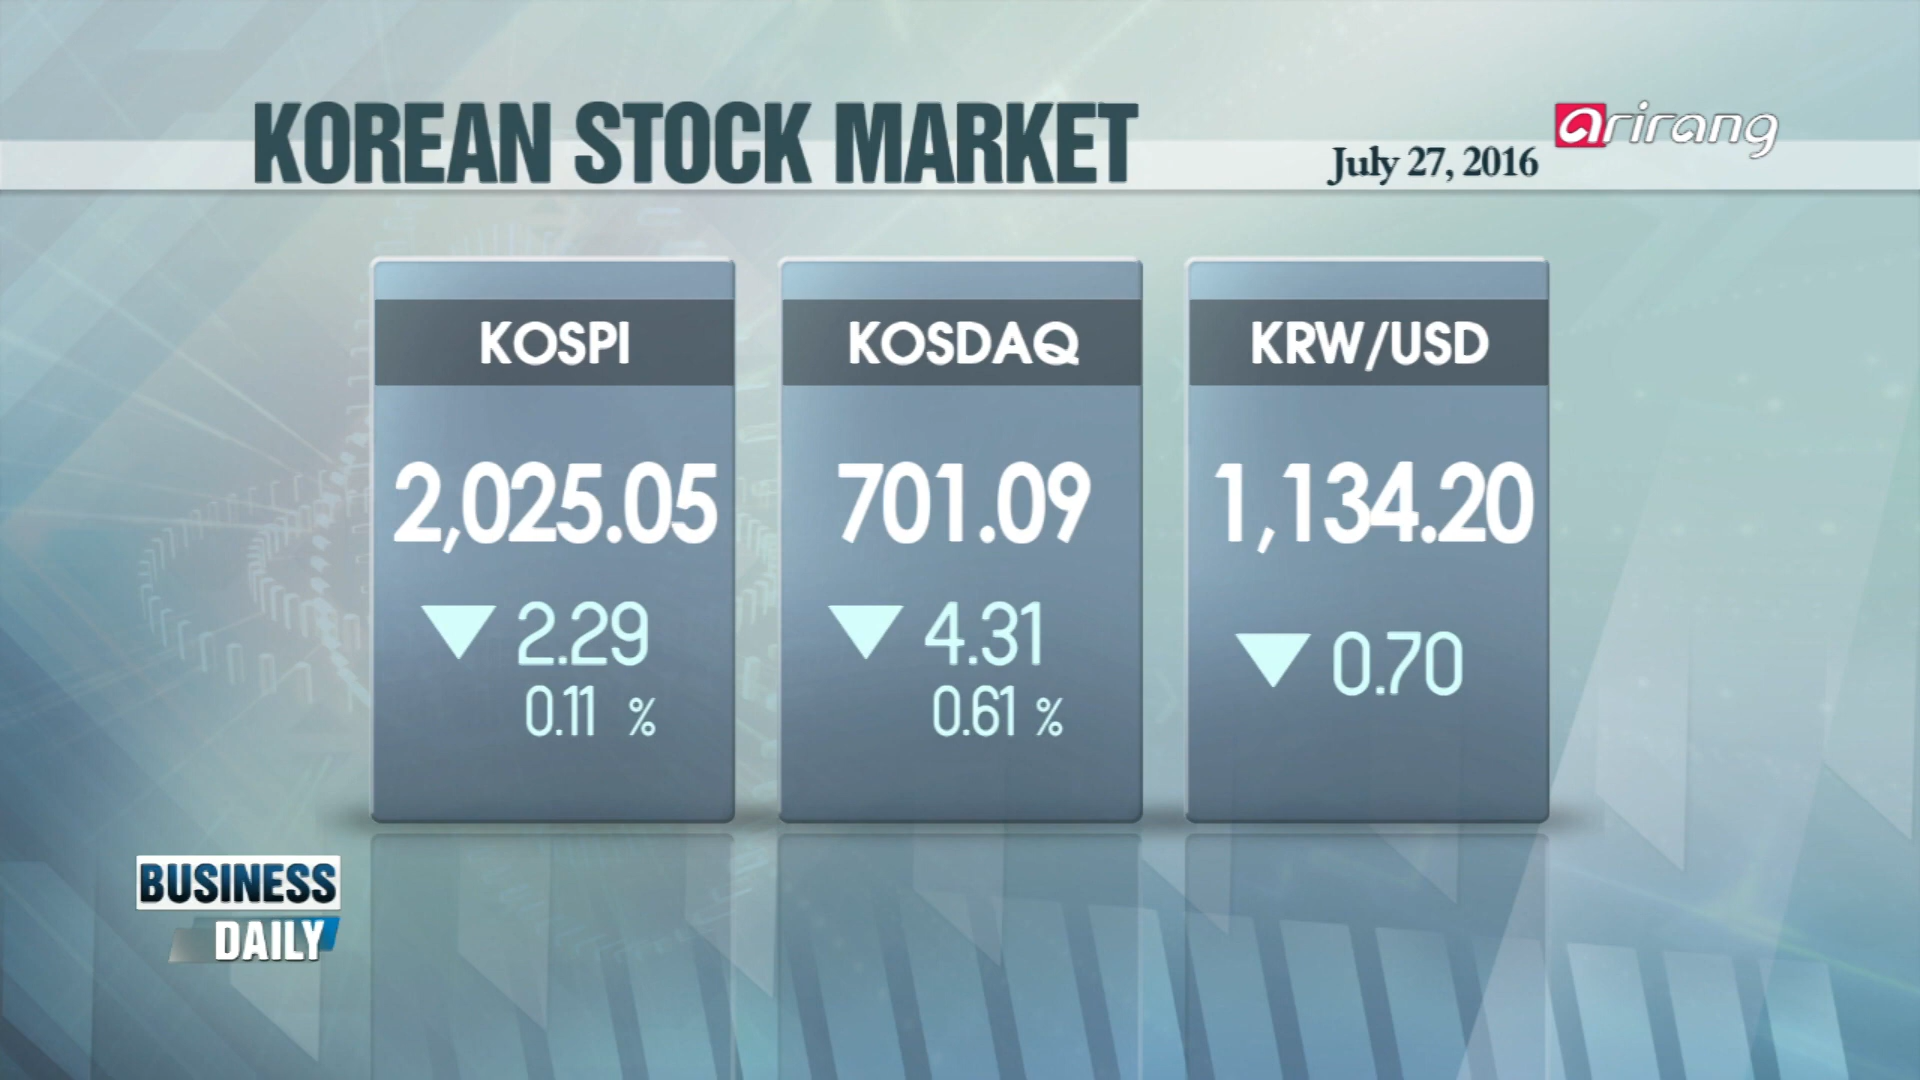 KOREAN STOCK MARKET
July 27, 2016
arirang
KOSPI
2,025.05
▼ 2.29
0.11 %
KOSDAQ
701.09
▼ 4.31
0.61 %
KRW/USD
1,134.20
▼ 0.70
BUSINESS
DAILY